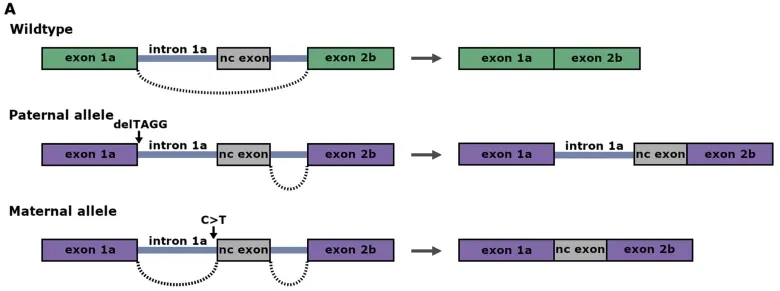 A
Wildtype
exon 1a intron 1a nc exon exon 2b exon 1a exon 2b
Paternal allele
delTAGG
exon 1a intron 1a nc exon exon 2b exon 1a intron 1a nc exon exon 2b
Maternal allele
C>T
exon 1a intron 1a nc exon exon 2b exon 1a nc exon exon 2b